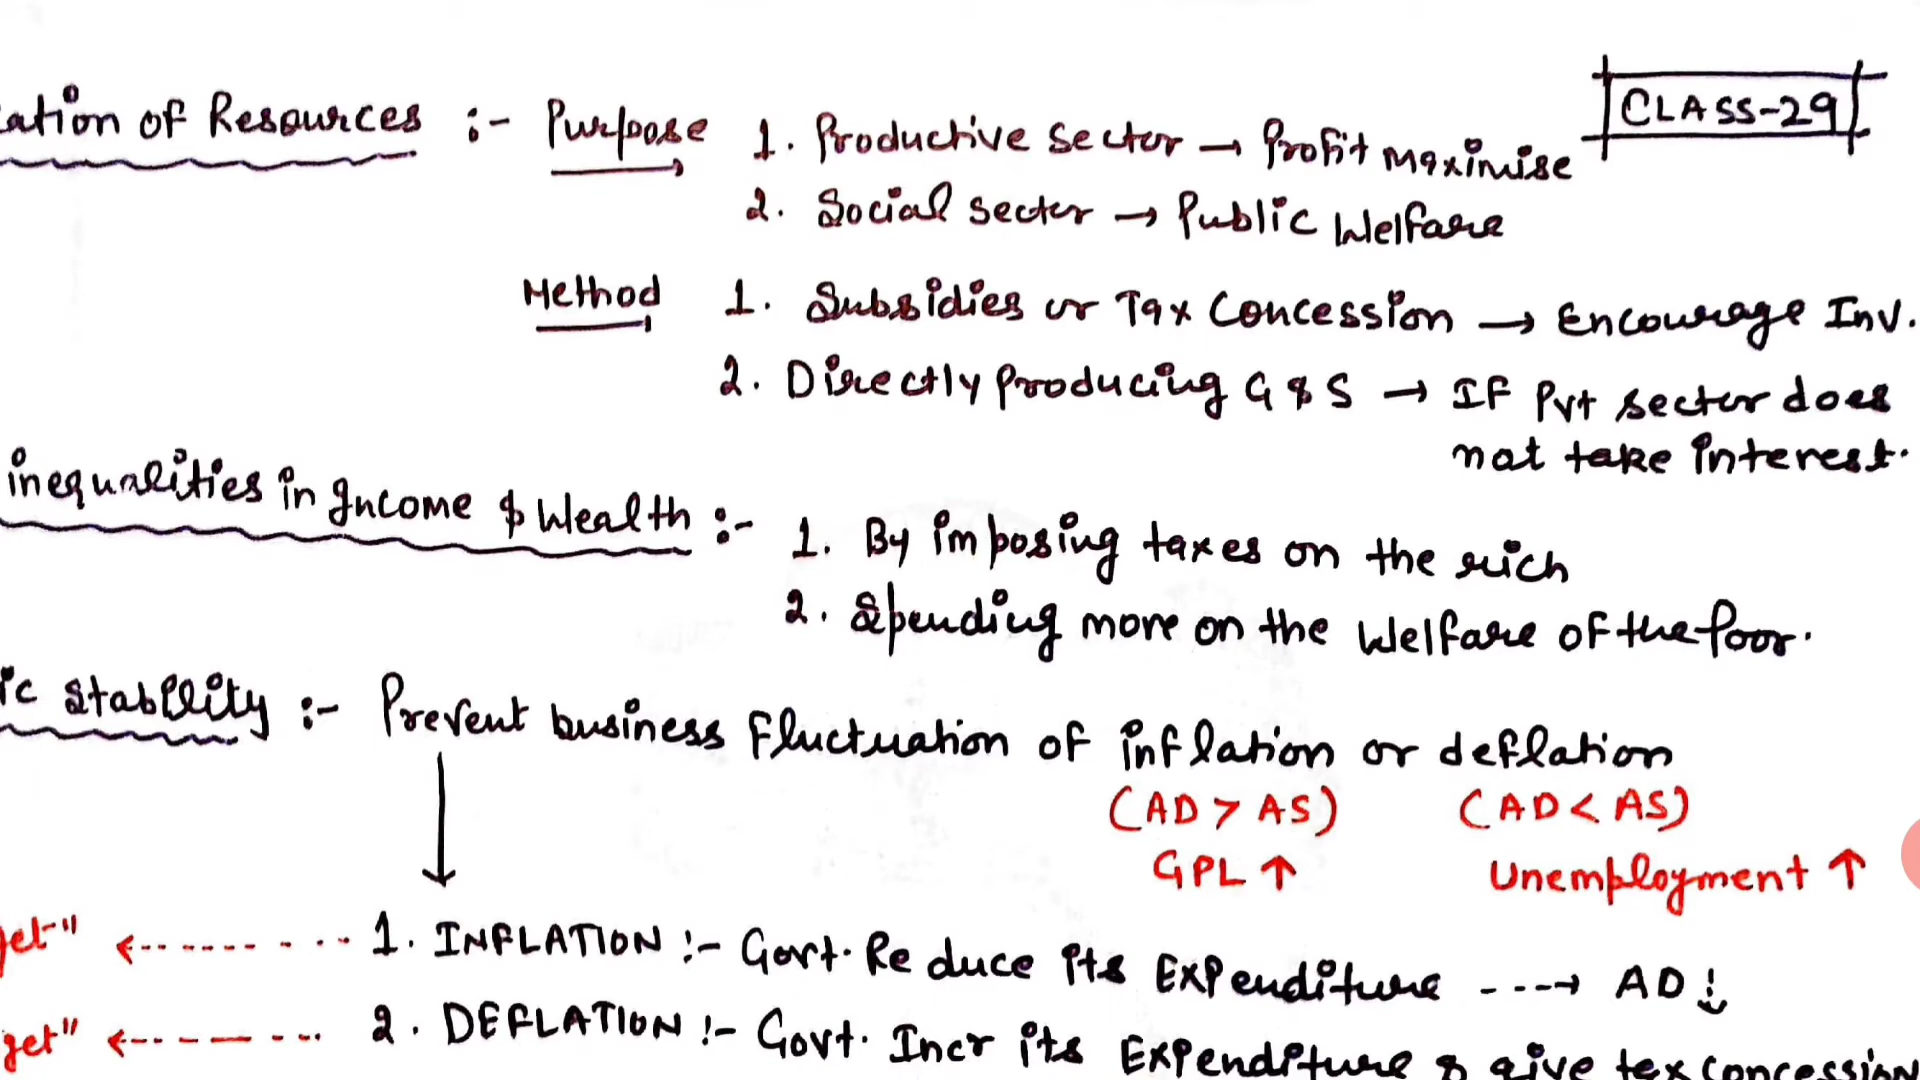 ation of Resources :- Purpose 1. Productive Sector → Profit Maximise
CLASS-29
2. Social sector → Public Welfare
Method 1. Subsidies or Tax Concession → Encourage Inv.
2. Directly producing G & S → If Pvt sector does
not take interest.
inequalities in Income & Wealth :- 1. By imposing taxes on the rich
2. Spending more on the Welfare of the Poor.
ic Stability :- Prevent business Fluctuation of inflation or deflation
(AD > AS) (AD < AS)
GPL ↑ Unemployment ↑
get" ←------- 1. INFLATION :- Govt. Reduce its Expenditure ----→ AD ↓
get" ←------- 2. DEFLATION :- Govt. Incr its Expenditure & give tex concession